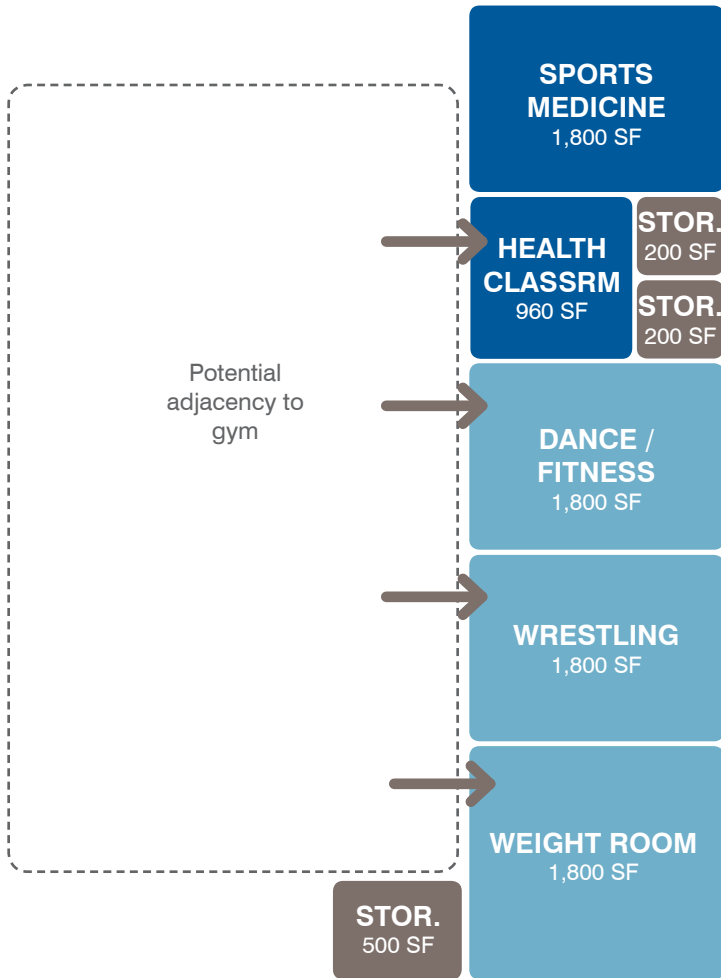 SPORTS
MEDICINE
1,800 SF
HEALTH
CLASSRM
960 SF
STOR.
200 SF
STOR.
200 SF
Potential
adjacency to
gym
DANCE /
FITNESS
1,800 SF
WRESTLING
1,800 SF
WEIGHT ROOM
1,800 SF
STOR.
500 SF